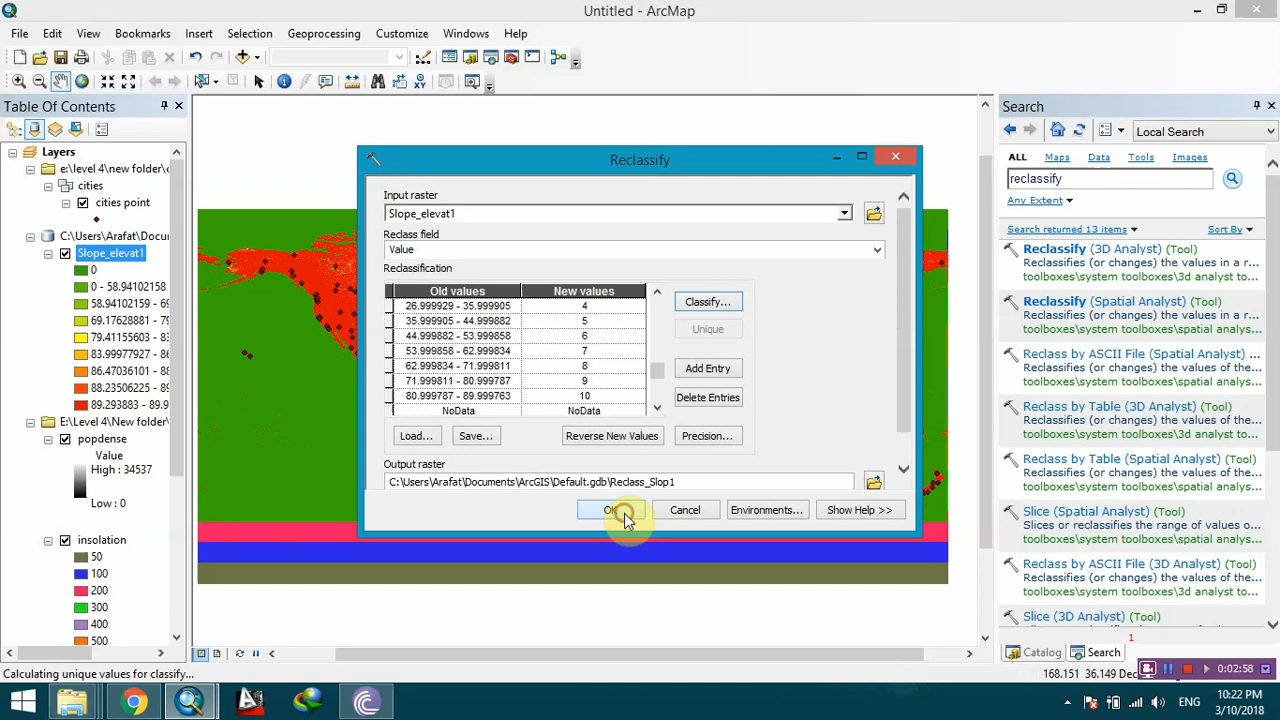 Untitled - ArcMap
File Edit View Bookmarks Insert Selection Geoprocessing Customize Windows Help
Table Of Contents
Layers
e:\level 4\new folder\c
cities
cities point
C:\Users\Arafat\Docum
Slope_elevat1
0
0 - 58.94102158
58.94102159 -
69.17628881 -
79.41155603 -
83.99977927 -
86.47036101 -
88.23506225 -
89.293883 - 89.9
E:\Level 4\New folder\
popdense
Value
High : 34537
Low : 0
insolation
50
100
200
300
400
500
Reclassify
Input raster
Slope_elevat1
Reclass field
Value
Reclassification
Old values New values
26.999929 - 35.999905 4
35.999905 - 44.999882 5
44.999882 - 53.999858 6
53.999858 - 62.999834 7
62.999834 - 71.999811 8
71.999811 - 80.999787 9
80.999787 - 89.999763 10
NoData NoData
Classify...
Unique
Add Entry
Delete Entries
Load... Save... Reverse New Values Precision...
Output raster
C:\Users\Arafat\Documents\ArcGIS\Default.gdb\Reclass_Slop1
OK Cancel Environments... Show Help >>
Search
Local Search
ALL Maps Data Tools Images
reclassify
Any Extent
Search returned 13 items Sort By
Reclassify (3D Analyst) (Tool)
Reclassifies (or changes) the values in a r...
toolboxes\system toolboxes\3d analyst to...
Reclassify (Spatial Analyst) (Tool)
Reclassifies (or changes) the values in a r...
toolboxes\system toolboxes\spatial analys...
Reclass by ASCII File (Spatial Analyst) ...
Reclassifies (or changes) the values of the...
toolboxes\system toolboxes\spatial analys...
Reclass by Table (3D Analyst) (Tool)
Reclassifies (or changes) the values of the...
toolboxes\system toolboxes\3d analyst to...
Reclass by Table (Spatial Analyst) (Tool)
Reclassifies (or changes) the values of the...
toolboxes\system toolboxes\spatial analys...
Slice (Spatial Analyst) (Tool)
Slices or reclassifies the range of values o...
toolboxes\system toolboxes\spatial analys...
Reclass by ASCII File (3D Analyst) (Tool)
Reclassifies (or changes) the values of the...
toolboxes\system toolboxes\3d analyst to...
Slice (3D Analyst) (Tool)
1
Catalog Search
Calculating unique values for classify...
168.151 36.149 Decim
0:02:58
ENG
10:22 PM
3/10/2018